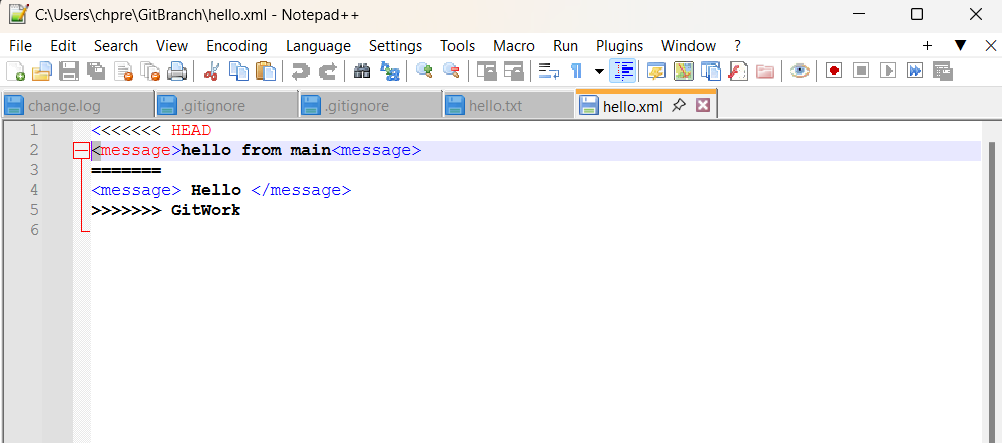 C:\Users\chpre\GitBranch\hello.xml - Notepad++
File Edit Search View Encoding Language Settings Tools Macro Run Plugins Window ?
change.log .gitignore .gitignore hello.txt hello.xml
1 <<<<<<< HEAD
2 <message>hello from main<message>
3 =======
4 <message> Hello </message>
5 >>>>>>> GitWork
6